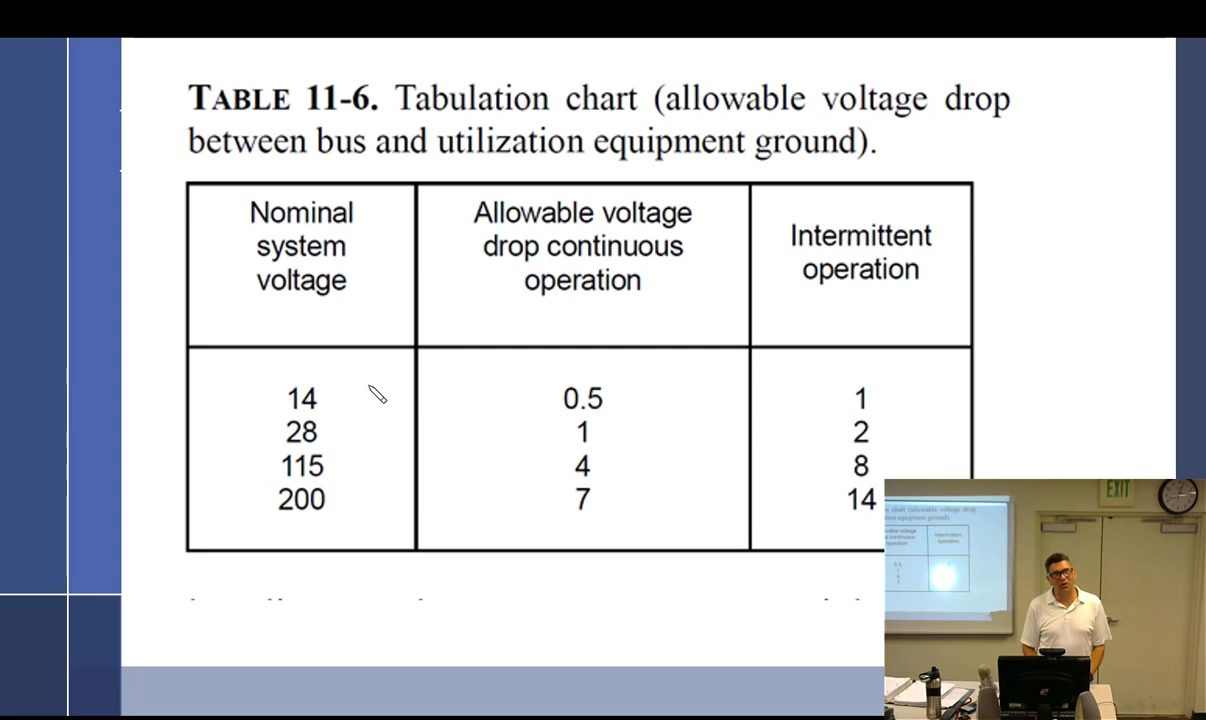 TABLE 11-6. Tabulation chart (allowable voltage drop
between bus and utilization equipment ground).
Nominal
system
voltage
Allowable voltage
drop continuous
operation
Intermittent
operation
14 0.5 1
28 1 2
115 4 8
200 7 14
EXIT